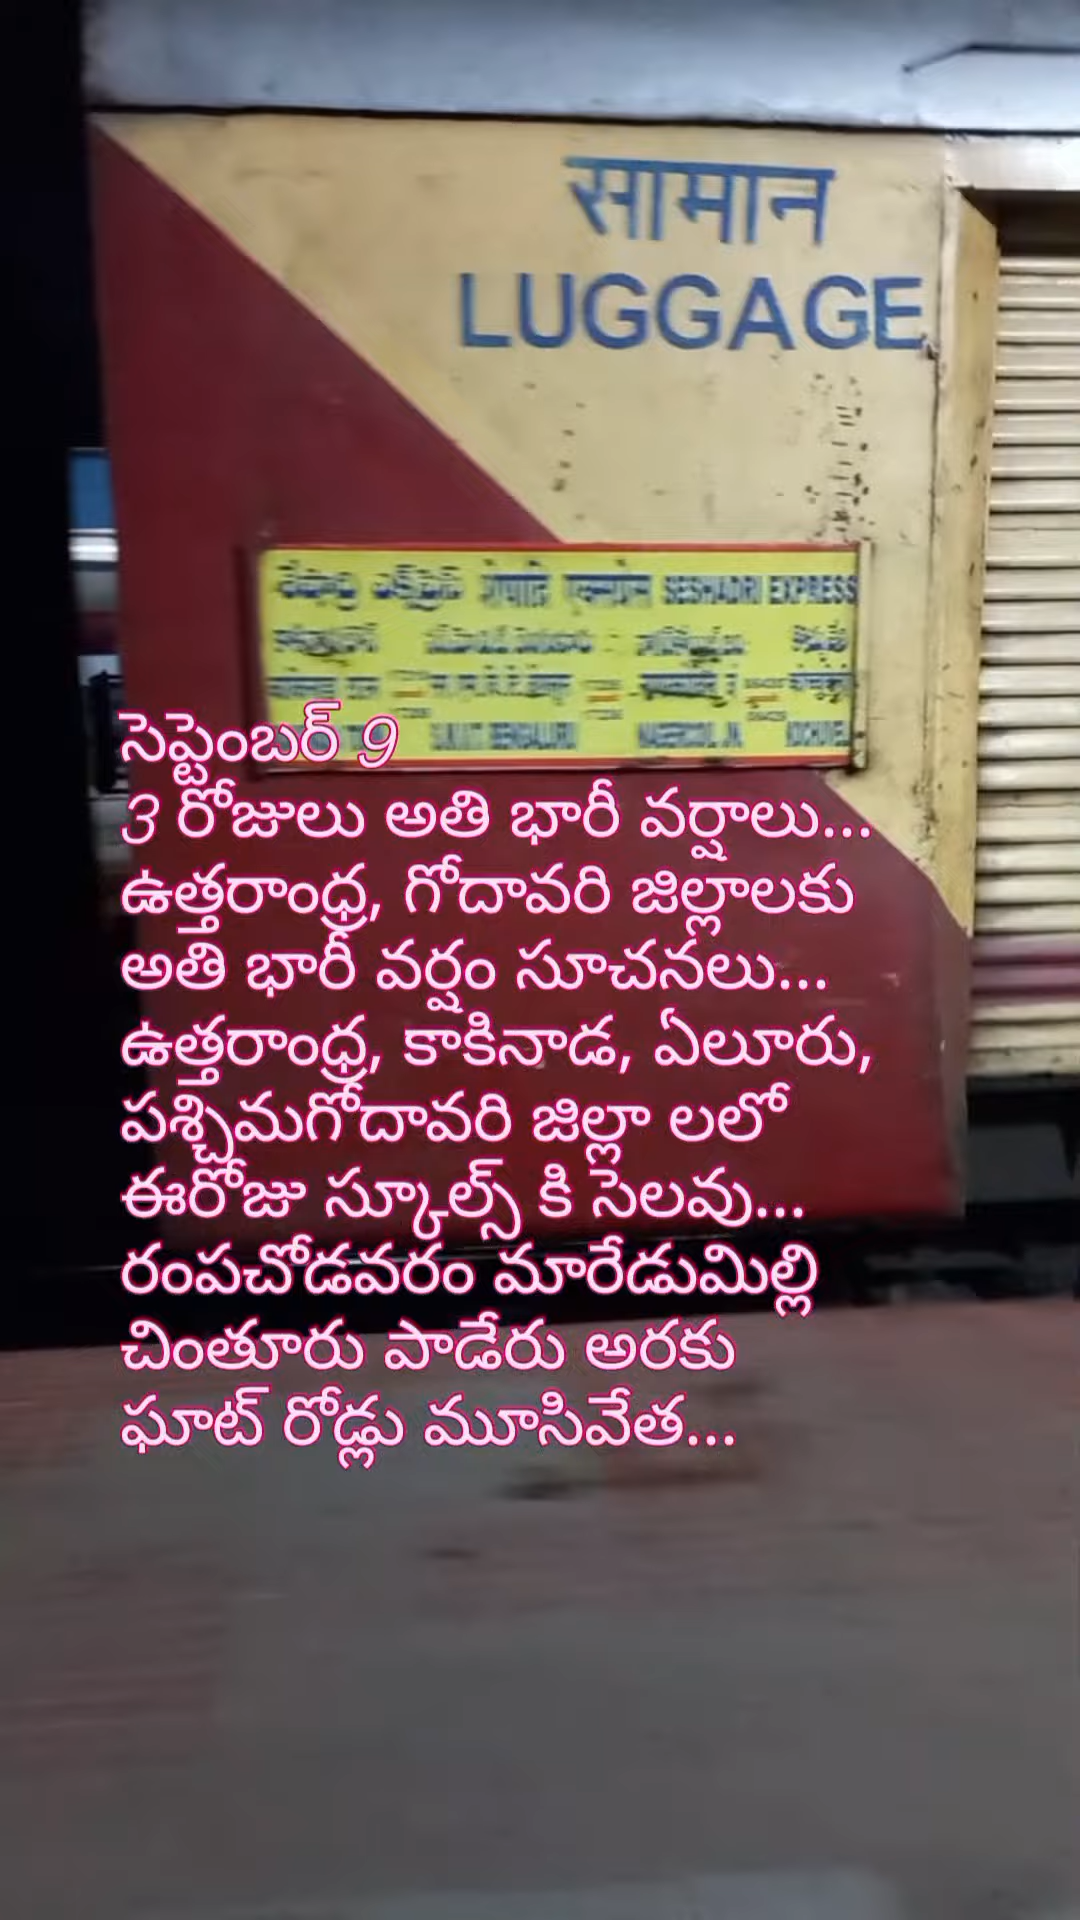 सामान
LUGGAGE
SESHADRI EXPRESS
సెప్టెంబర్ 9
3 రోజులు అతి భారీ వర్షాలు...
ఉత్తరాంధ్ర, గోదావరి జిల్లాలకు
అతి భారీ వర్షం సూచనలు...
ఉత్తరాంధ్ర, కాకినాడ, ఏలూరు,
పశ్చిమగోదావరి జిల్లా లలో
ఈరోజు స్కూల్స్ కి సెలవు...
రంపచోడవరం మారేడుమిల్లి
చింతూరు పాడేరు అరకు
ఘాట్ రోడ్లు మూసివేత...